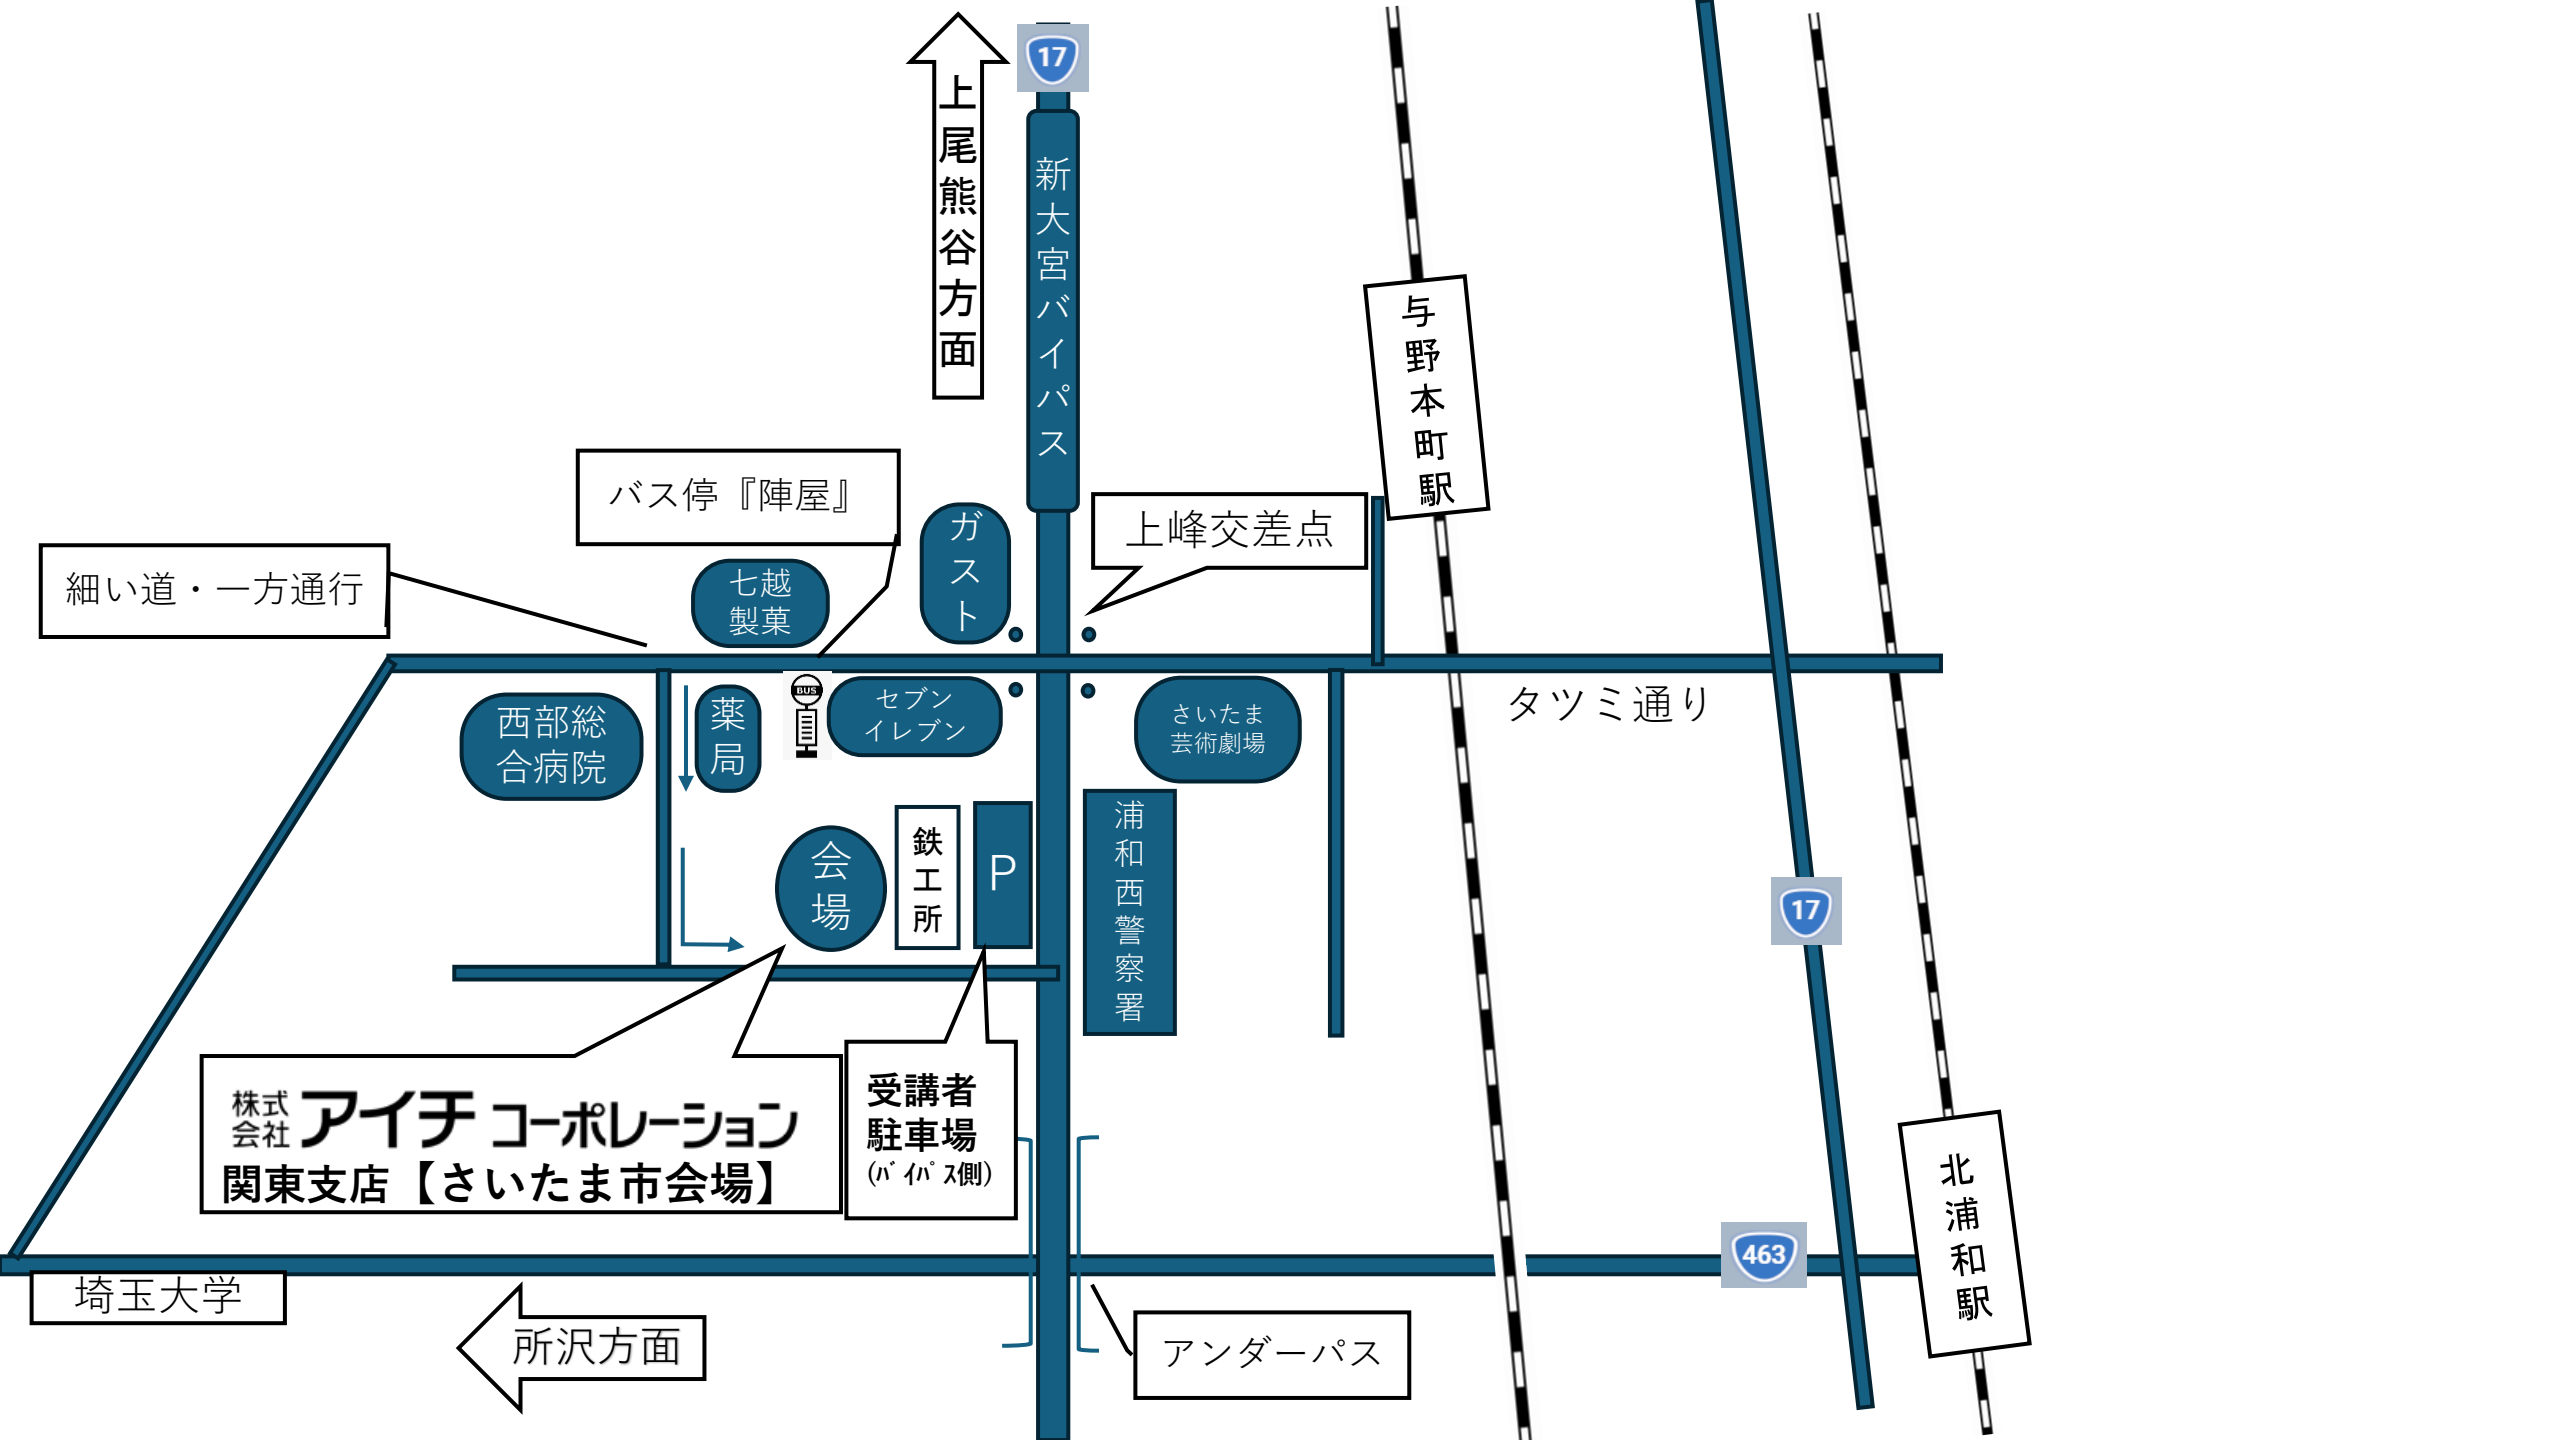 17
上尾熊谷方面
新大宮バイパス
与野本町駅
バス停『陣屋』
ガスト
上峰交差点
細い道・一方通行
七越
製菓
タツミ通り
西部総
合病院
薬局
BUS
セブン
イレブン
さいたま
芸術劇場
会場
鉄工所
P
浦和西警察署
17
株式
会社
アイチ コーポレーション
関東支店【さいたま市会場】
受講者
駐車場
(ﾊﾞｲﾊﾟｽ側)
北浦和駅
463
埼玉大学
所沢方面
アンダーパス